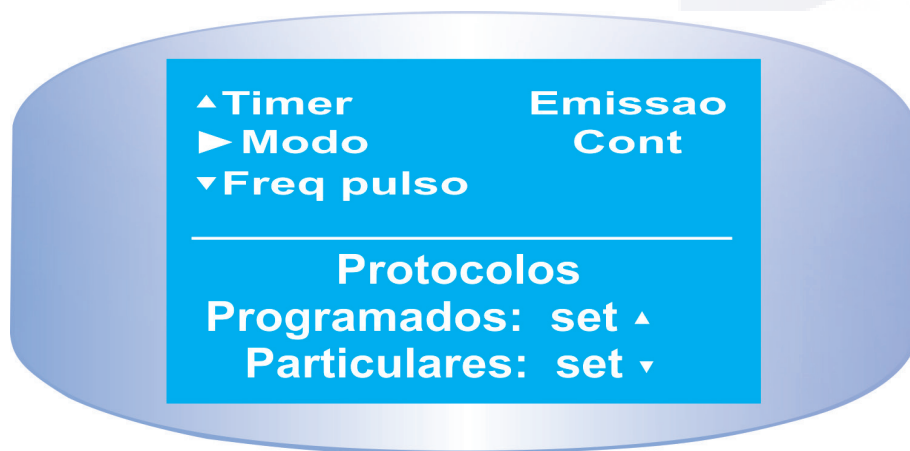 ▲Timer Emissao
►Modo Cont
▼Freq pulso
Protocolos
Programados: set ▲
Particulares: set ▼